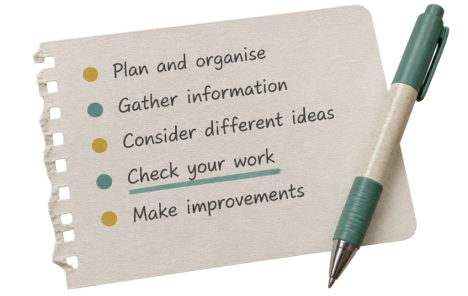 Plan and organise
Gather information
Consider different ideas
Check your work
Make improvements